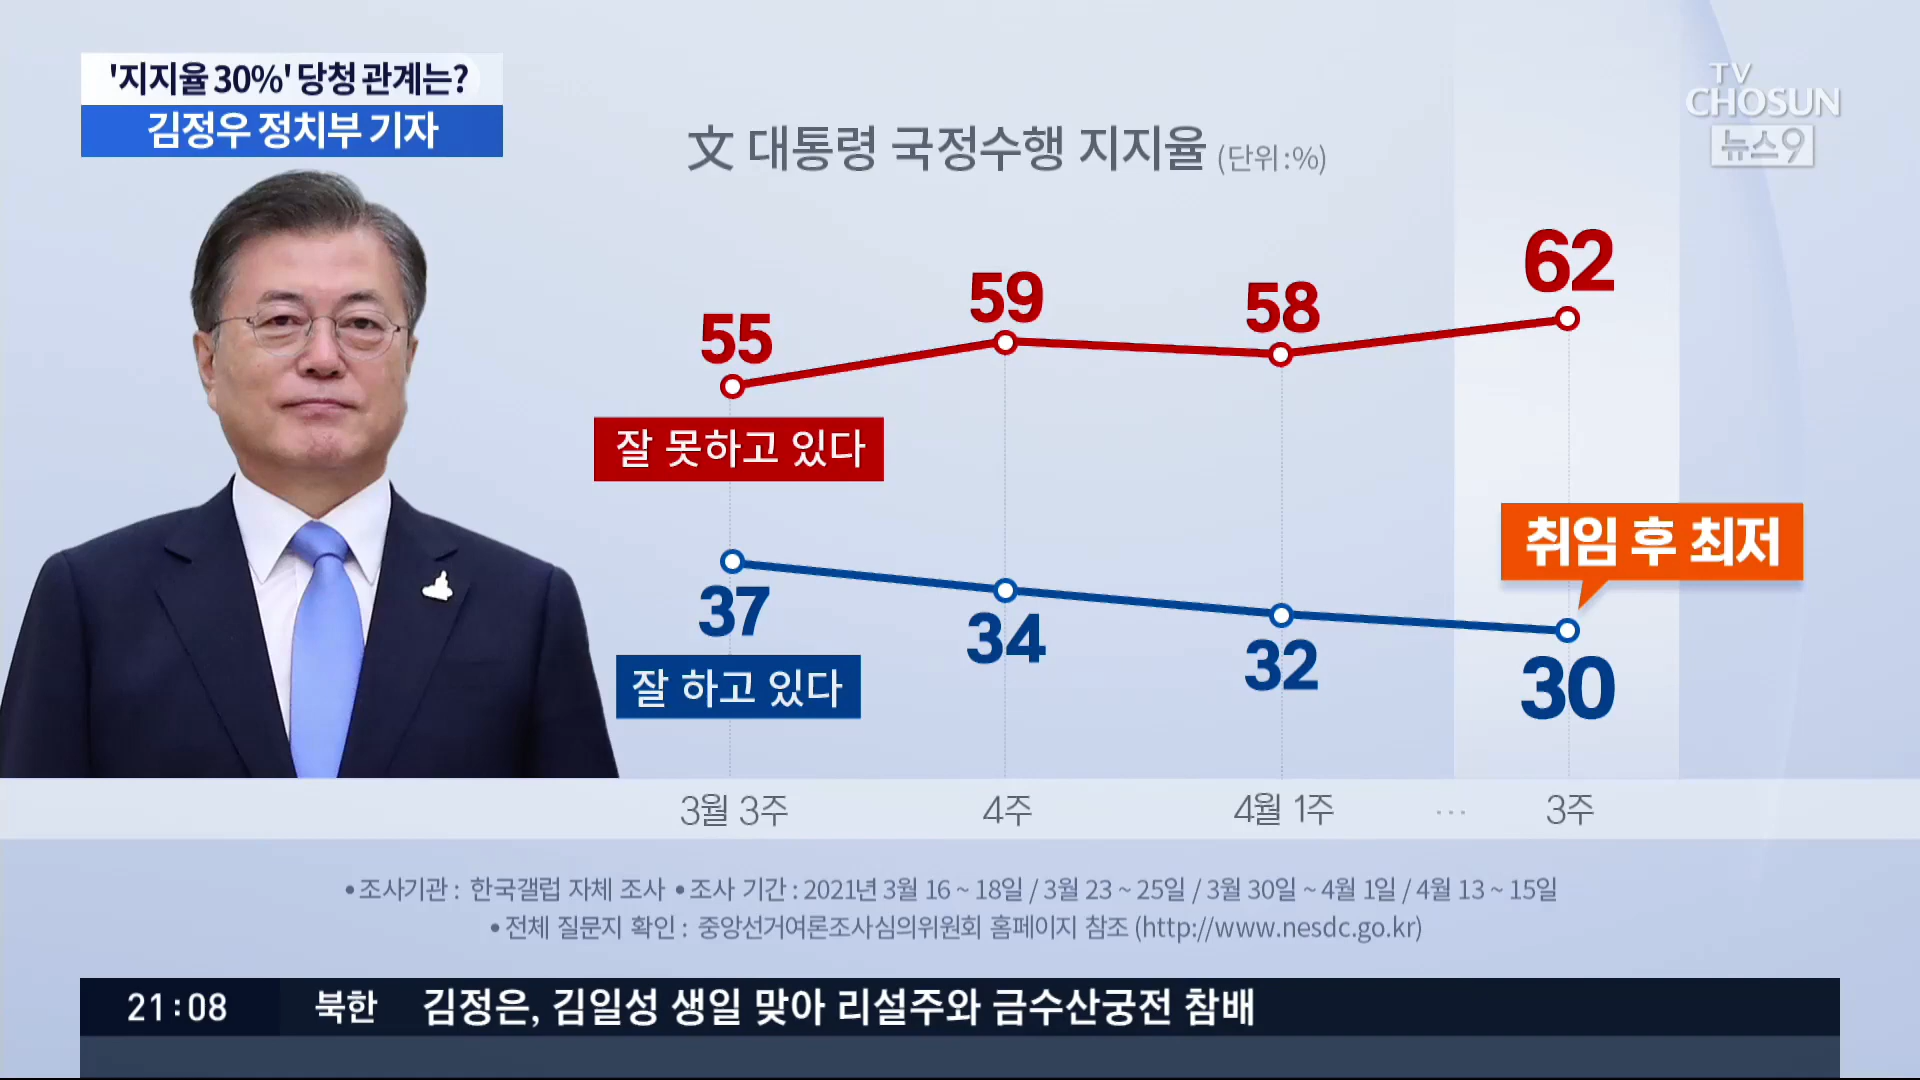 '지지율 30%' 당청 관계는?
김정우 정치부 기자
TV
CHOSUN
뉴스9
文 대통령 국정수행 지지율 (단위:%)
55
59
58
62
잘 못하고 있다
취임 후 최저
37
34
32
30
잘 하고 있다
3월 3주
4주
4월 1주
...
3주
•조사기관 : 한국갤럽 자체 조사 •조사 기간 : 2021년 3월 16 ~ 18일 / 3월 23 ~ 25일 / 3월 30일 ~ 4월 1일 / 4월 13 ~ 15일
•전체 질문지 확인 : 중앙선거여론조사심의위원회 홈페이지 참조 (http://www.nesdc.go.kr)
21:08 북한 김정은, 김일성 생일 맞아 리설주와 금수산궁전 참배